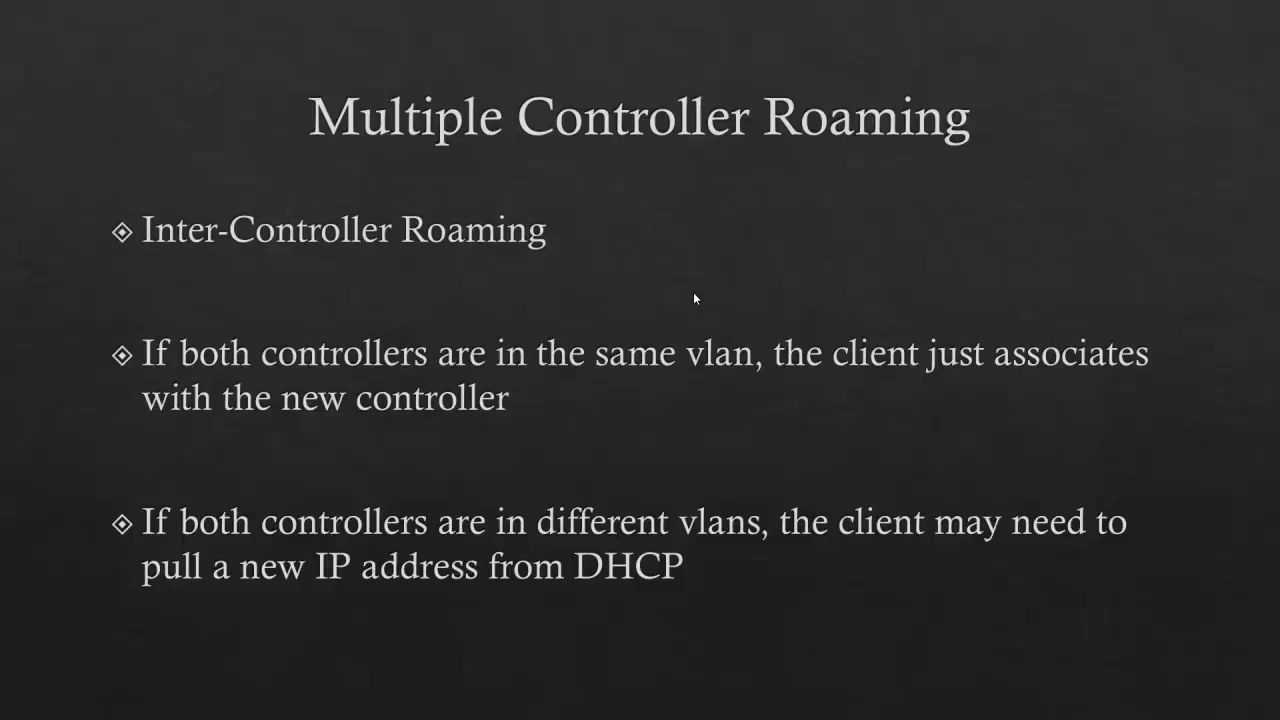 Multiple Controller Roaming
Inter-Controller Roaming
If both controllers are in the same vlan, the client just associates
with the new controller
If both controllers are in different vlans, the client may need to
pull a new IP address from DHCP